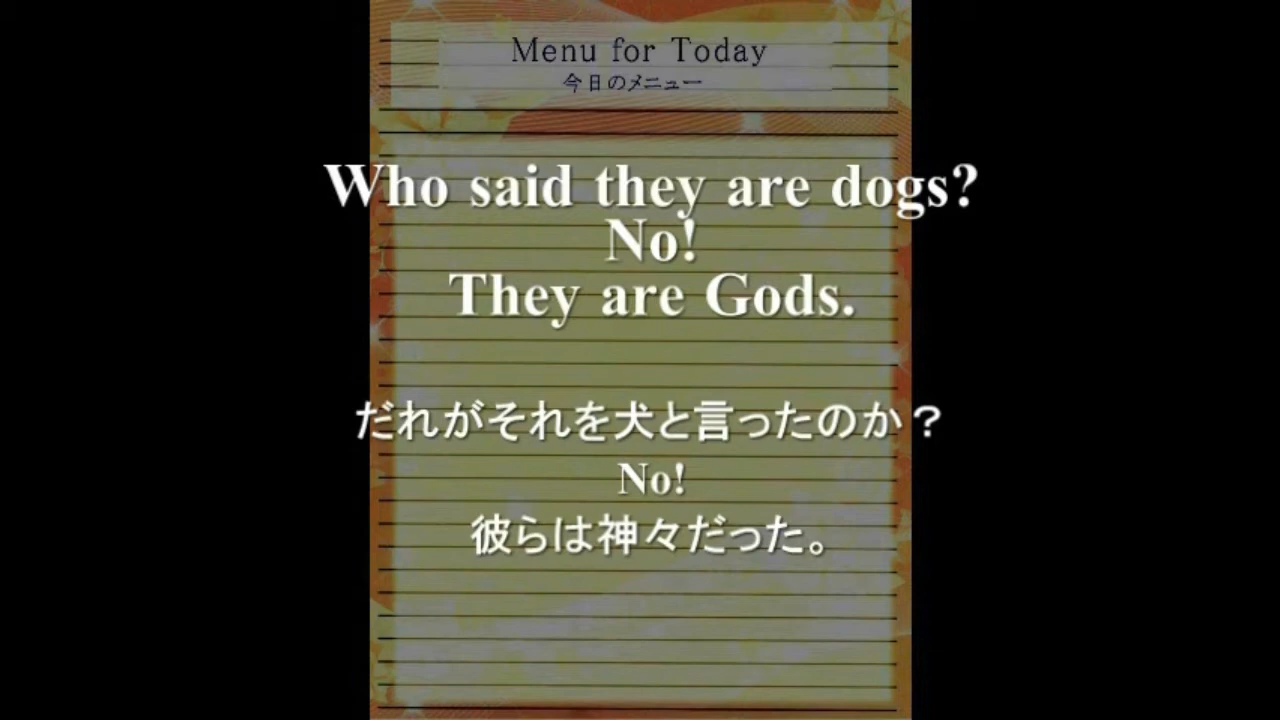 Menu for Today
今日のメニュー
Who said they are dogs?
No!
They are Gods.
だれがそれを犬と言ったのか？
No!
彼らは神々だった。